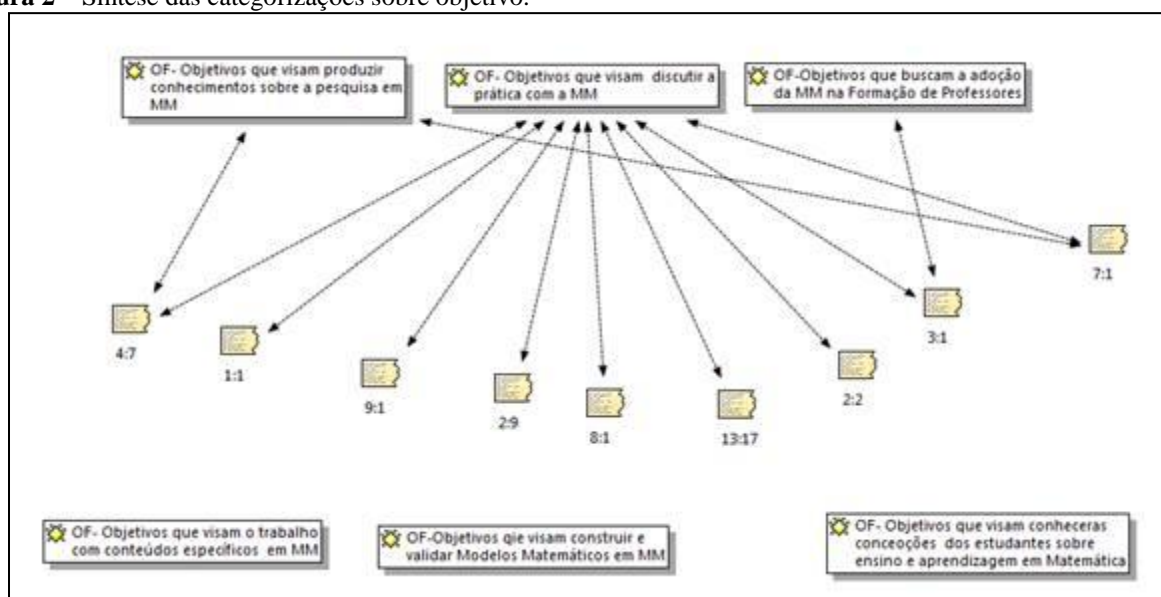 Síntese das categorizações sobre objetivo.
OF- Objetivos que visam produzir
conhecimentos sobre a pesquisa em
MM
OF- Objetivos que visam discutir a
prática com a MM
OF-Objetivos que buscam a adoção
da MM na Formação de Professores
7:1
3:1
4:7
1:1
9:1
2:9
8:1
13:17
2:2
OF- Objetivos que visam o trabalho
com conteúdos específicos em MM
OF-Objetivos qie visam construir e
validar Modelos Matemáticos em MM
OF- Objetivos que visam conheceras
conceoções dos estudantes sobre
ensino e aprendizagem em Matemática